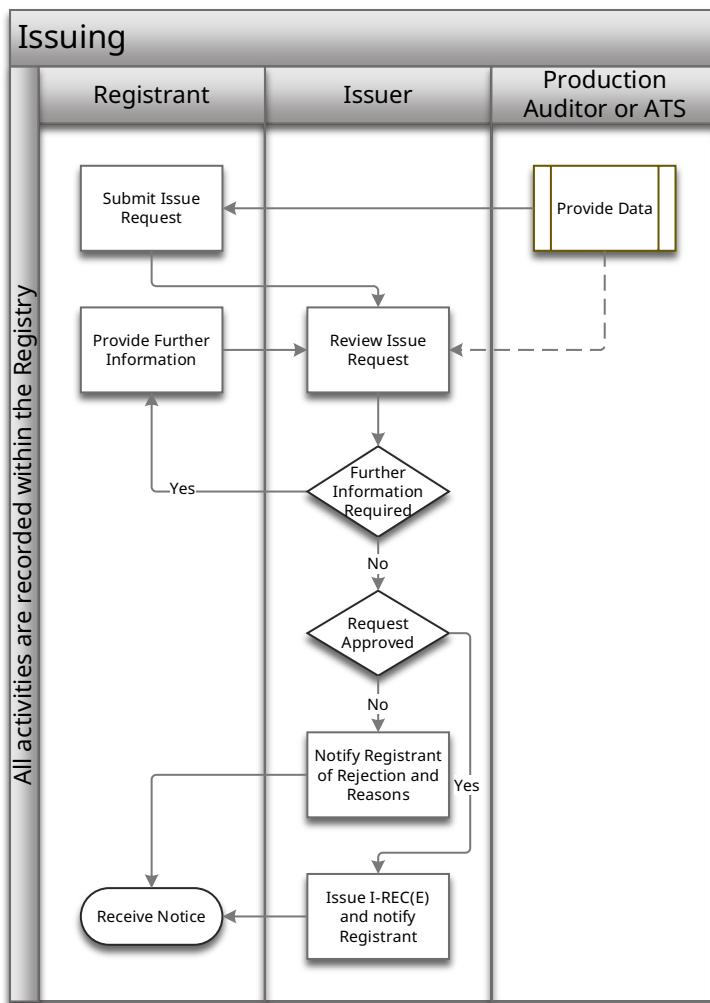 Issuing
Registrant
Issuer
Production
Auditor or ATS
All activities are recorded within the Registry
Submit Issue
Request
Provide Data
Provide Further
Information
Review Issue
Request
Further
Information
Required
Yes
No
Request
Approved
No
Notify Registrant
of Rejection and
Reasons
Yes
Receive Notice
Issue I-REC(E)
and notify
Registrant